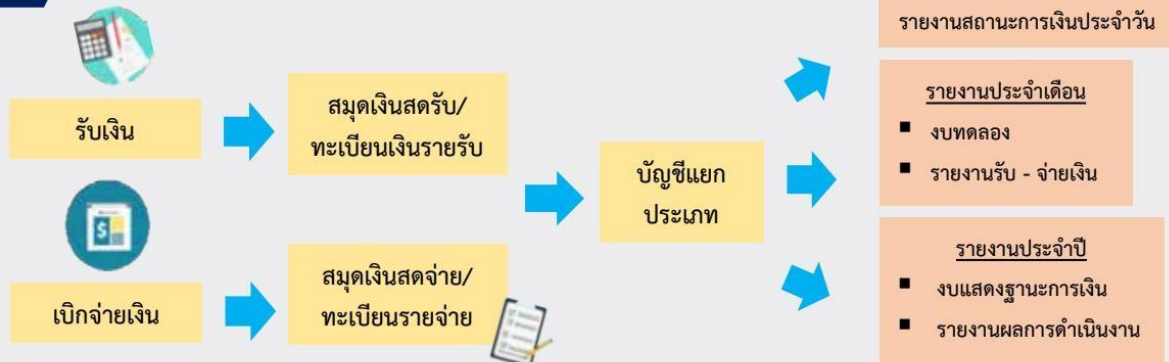 รับเงิน
สมุดเงินสดรับ/
ทะเบียนเงินรายรับ
เบิกจ่ายเงิน
สมุดเงินสดจ่าย/
ทะเบียนรายจ่าย
บัญชีแยก
ประเภท
รายงานสถานะการเงินประจำวัน
รายงานประจำเดือน
▪ งบทดลอง
▪ รายงานรับ - จ่ายเงิน
รายงานประจำปี
▪ งบแสดงฐานะการเงิน
▪ รายงานผลการดำเนินงาน